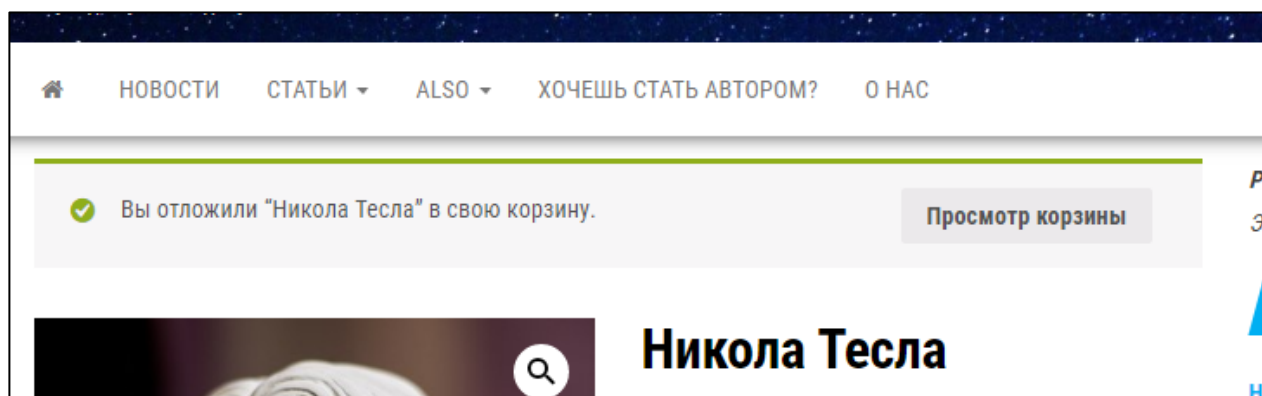 НОВОСТИ СТАТЬИ ALSO ХОЧЕШЬ СТАТЬ АВТОРОМ? О НАС
Вы отложили “Никола Тесла” в свою корзину.
Просмотр корзины
Никола Тесла